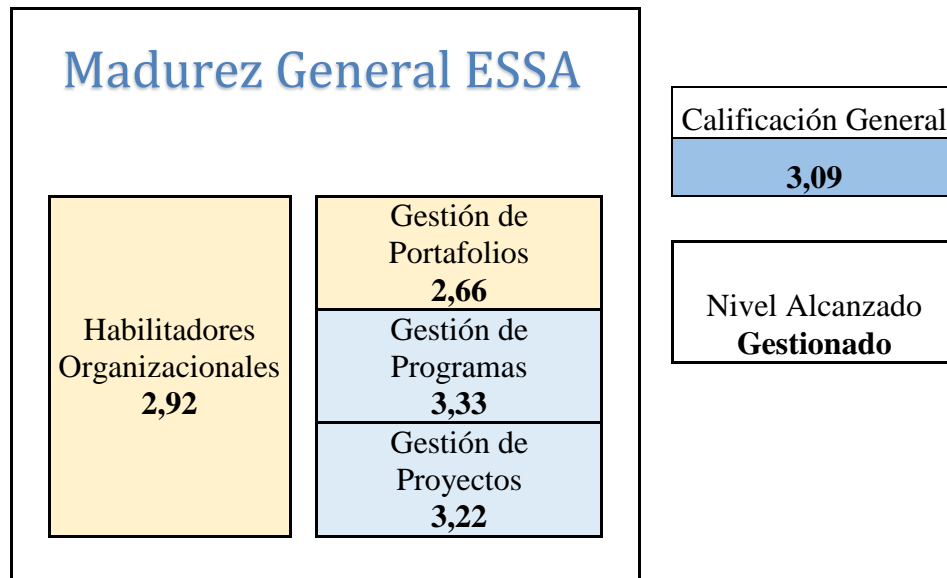 Madurez General ESSA
Calificación General
3,09
Habilitadores
Organizacionales
2,92
Gestión de
Portafolios
2,66
Gestión de
Programas
3,33
Gestión de
Proyectos
3,22
Nivel Alcanzado
Gestionado